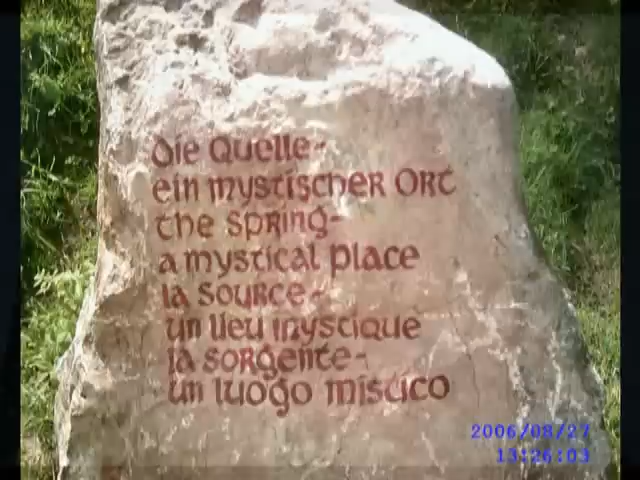 Die Quelle-
ein mystischer Ort
the spring-
a mystical place
la source-
un lieu mystique
la sorgente-
un luogo mistico
2006/08/27
13:26:03